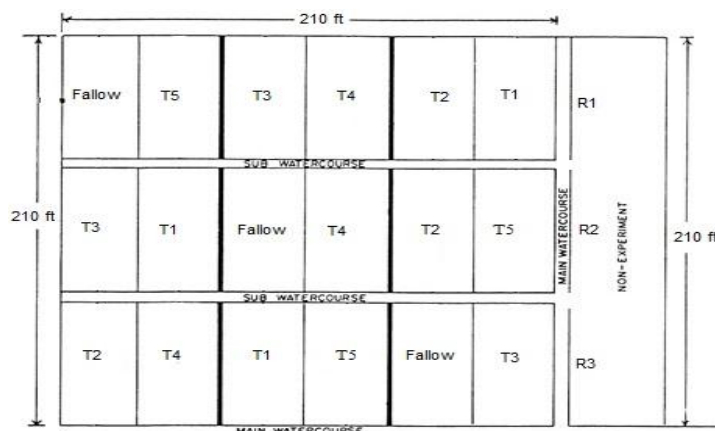 210 ft
Fallow T5 T3 T4 T2 T1 R1
SUB WATERCOURSE
210 ft
T3 T1 Fallow T4 T2 T5 R2
MAIN WATERCOURSE
NON-EXPERIMENT
210 ft
SUB WATERCOURSE
T2 T4 T1 T5 Fallow T3 R3
MAIN WATERCOURSE